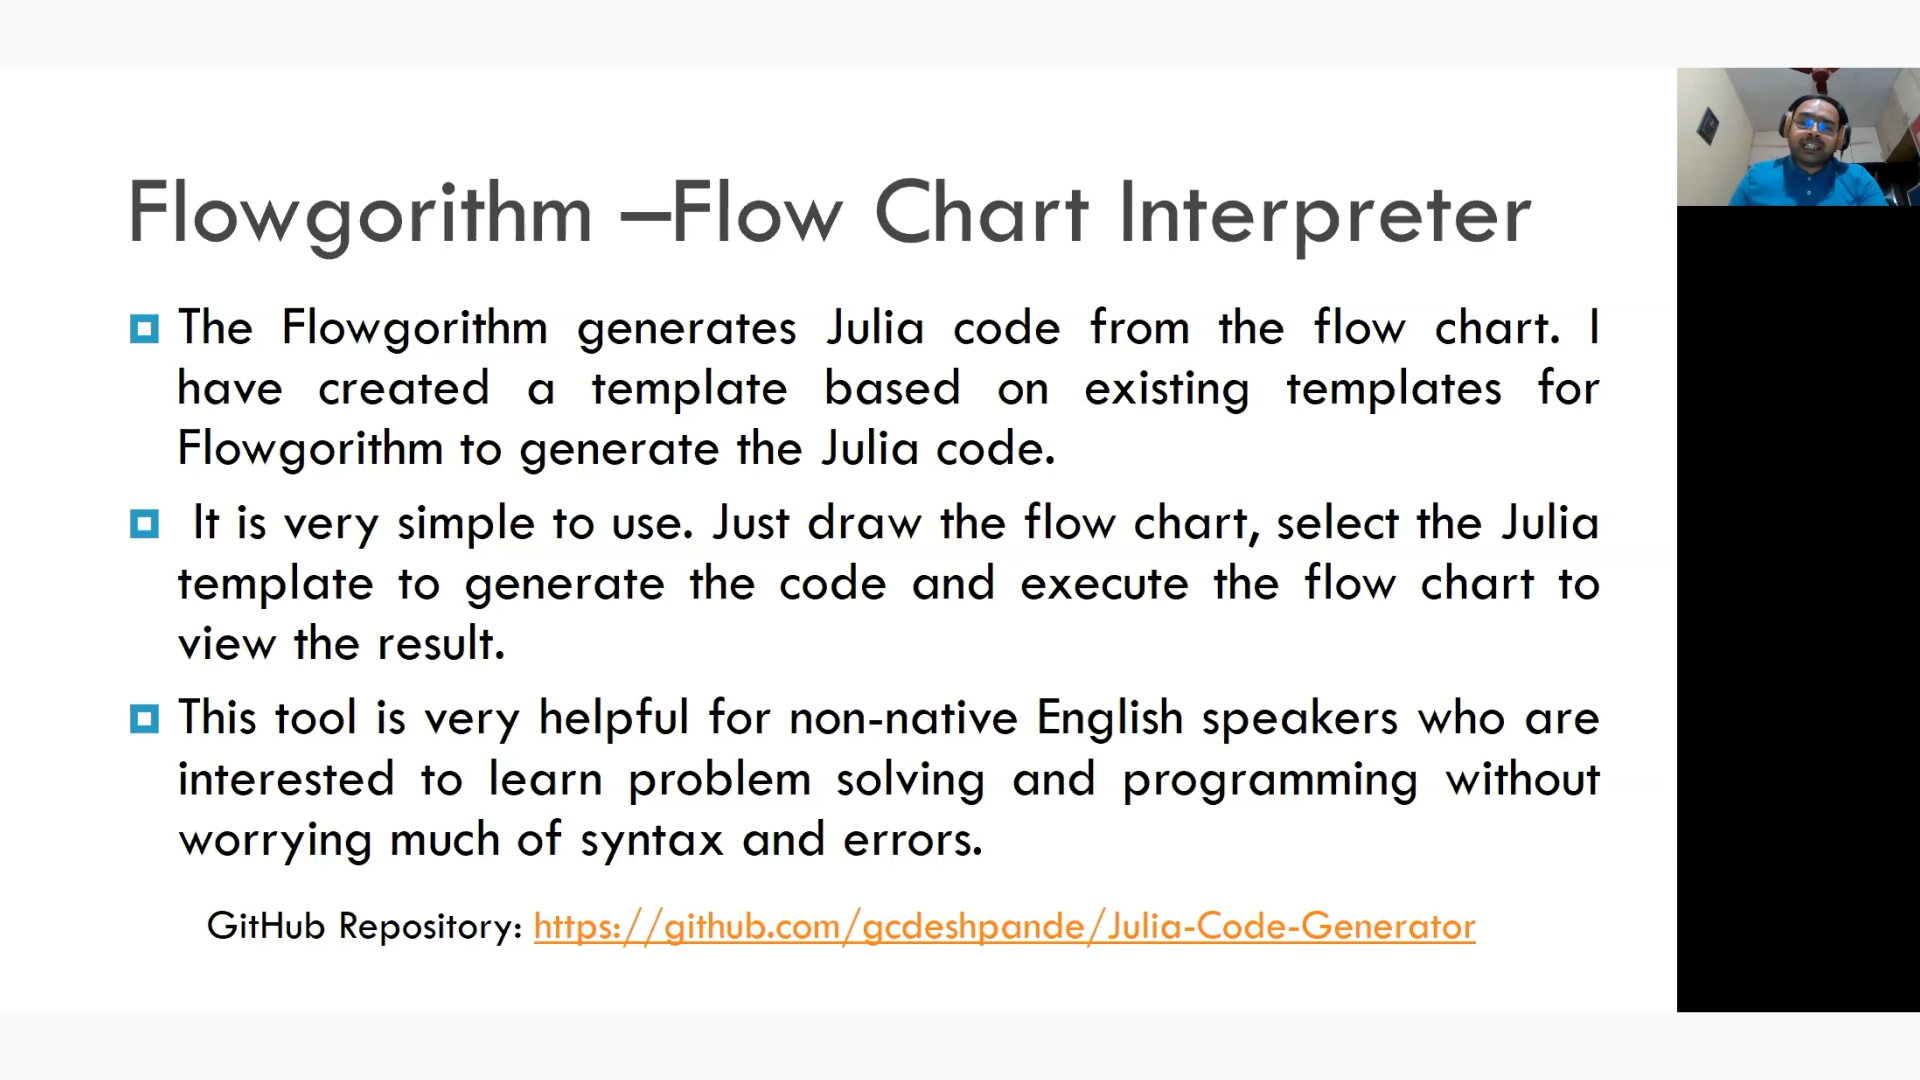 Flowgorithm –Flow Chart Interpreter
The Flowgorithm generates Julia code from the flow chart. I
have created a template based on existing templates for
Flowgorithm to generate the Julia code.
It is very simple to use. Just draw the flow chart, select the Julia
template to generate the code and execute the flow chart to
view the result.
This tool is very helpful for non-native English speakers who are
interested to learn problem solving and programming without
worrying much of syntax and errors.
GitHub Repository: https://github.com/gcdeshpande/Julia-Code-Generator